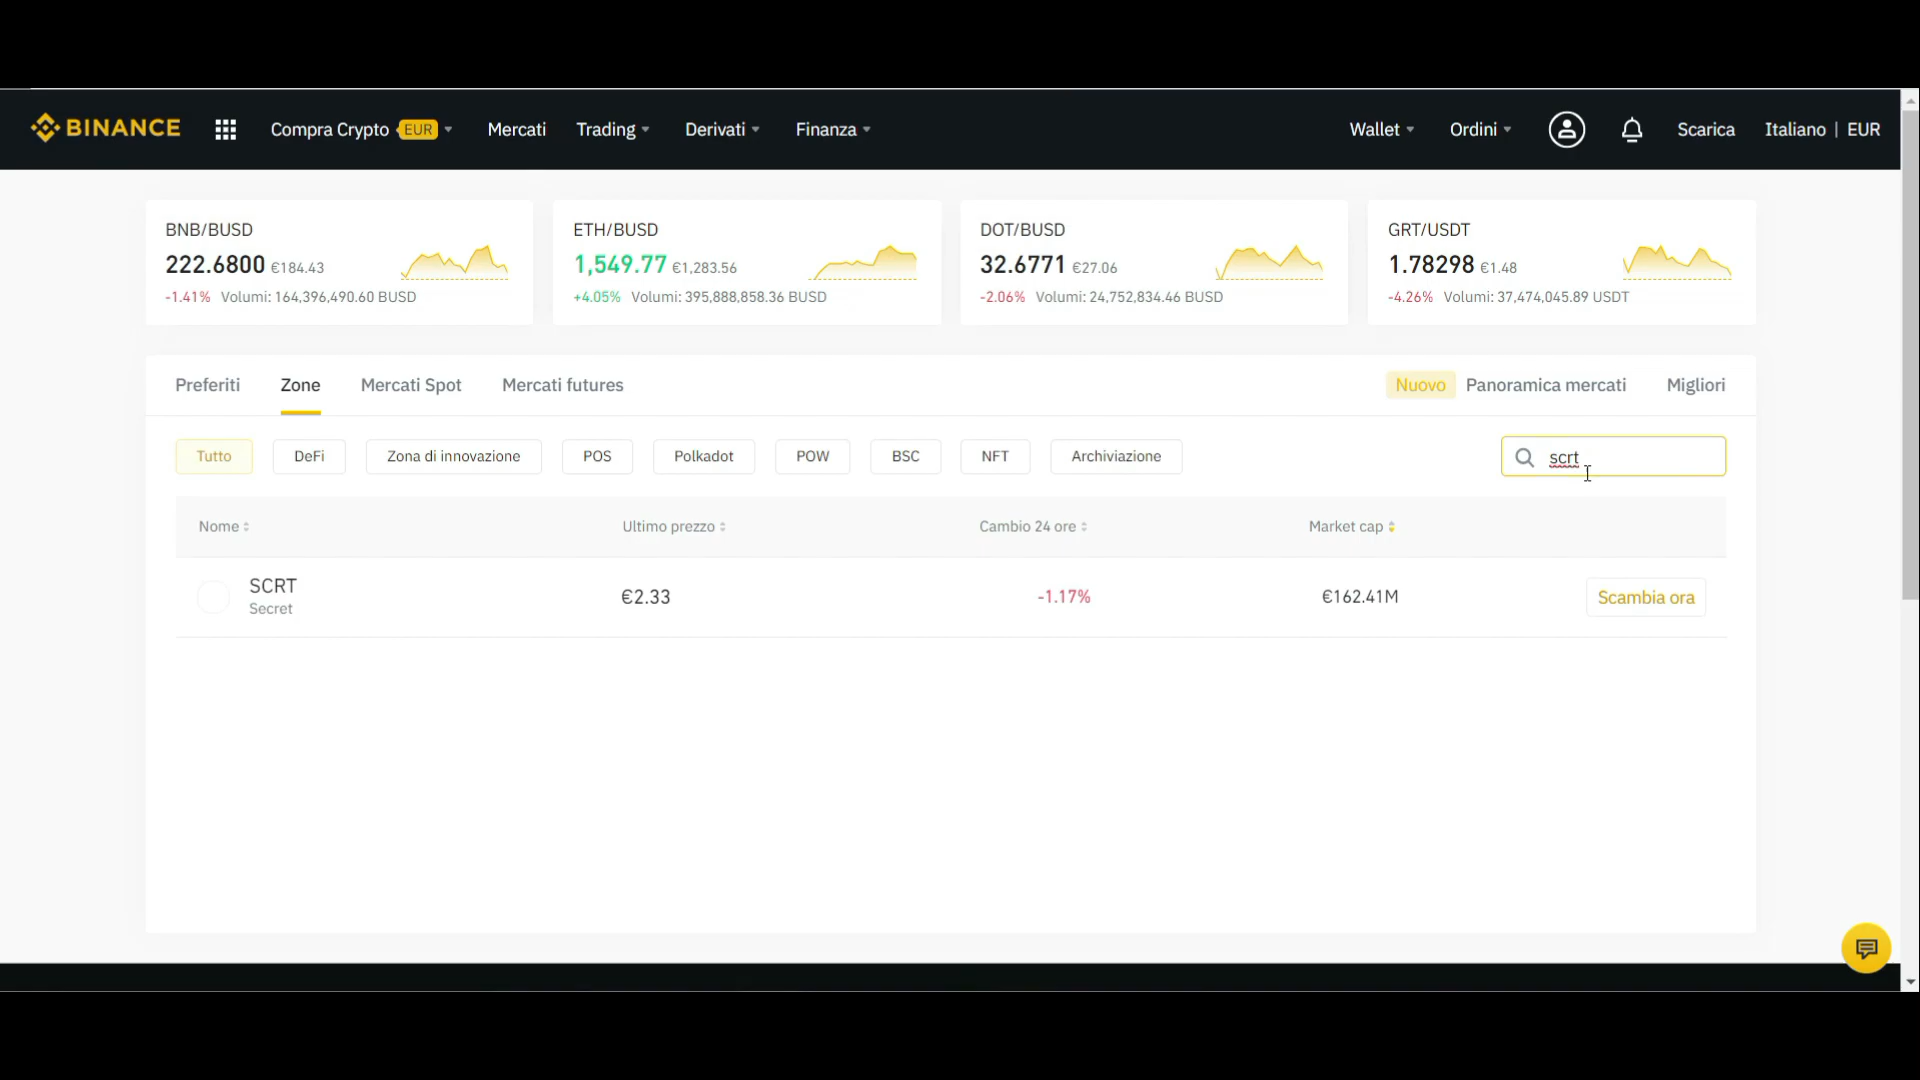 BINANCE Compra Crypto EUR Mercati Trading Derivati Finanza Wallet Ordini Scarica Italiano | EUR
BNB/BUSD
222.6800 €184.43
-1.41% Volumi: 164,396,490.60 BUSD
ETH/BUSD
1,549.77 €1,283.56
+4.05% Volumi: 395,888,858.36 BUSD
DOT/BUSD
32.6771 €27.06
-2.06% Volumi: 24,752,834.46 BUSD
GRT/USDT
1.78298 €1.48
-4.26% Volumi: 37,474,045.89 USDT
Preferiti Zone Mercati Spot Mercati futures Nuovo Panoramica mercati Migliori
Tutto DeFi Zona di innovazione POS Polkadot POW BSC NFT Archiviazione scrt
Nome Ultimo prezzo Cambio 24 ore Market cap
SCRT
Secret
€2.33 -1.17% €162.41M Scambia ora